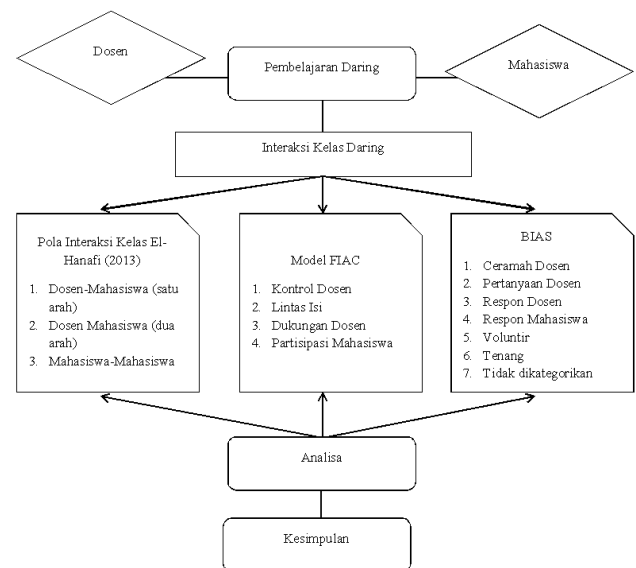 Dosen
Pembelajaran Daring
Mahasiswa
Interaksi Kelas Daring
Pola Interaksi Kelas El-
Hanafi (2013)
1. Dosen-Mahasiswa (satu
arah)
2. Dosen Mahasiswa (dua
arah)
3. Mahasiswa-Mahasiswa
Model FIAC
1. Kontrol Dosen
2. Lintas Isi
3. Dukungan Dosen
4. Partisipasi Mahasiswa
BIAS
1. Ceramah Dosen
2. Pertanyaan Dosen
3. Respon Dosen
4. Respon Mahasiswa
5. Voluntir
6. Tenang
7. Tidak dikategorikan
Analisa
Kesimpulan